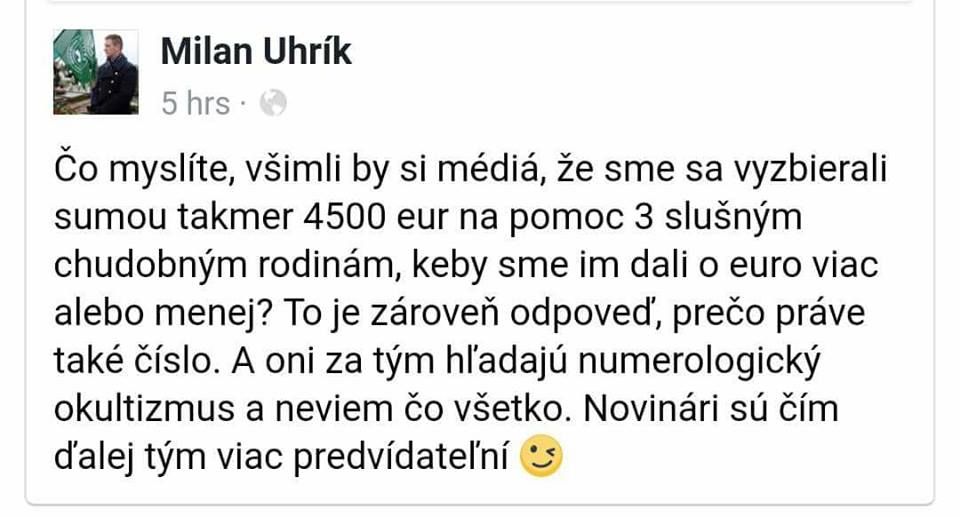 Milan Uhrík
5 hrs ·
Čo myslíte, všimli by si médiá, že sme sa vyzbierali
sumou takmer 4500 eur na pomoc 3 slušným
chudobným rodinám, keby sme im dali o euro viac
alebo menej? To je zároveň odpoveď, prečo práve
také číslo. A oni za tým hľadajú numerologický
okultizmus a neviem čo všetko. Novinári sú čím
ďalej tým viac predvídateľní 😉